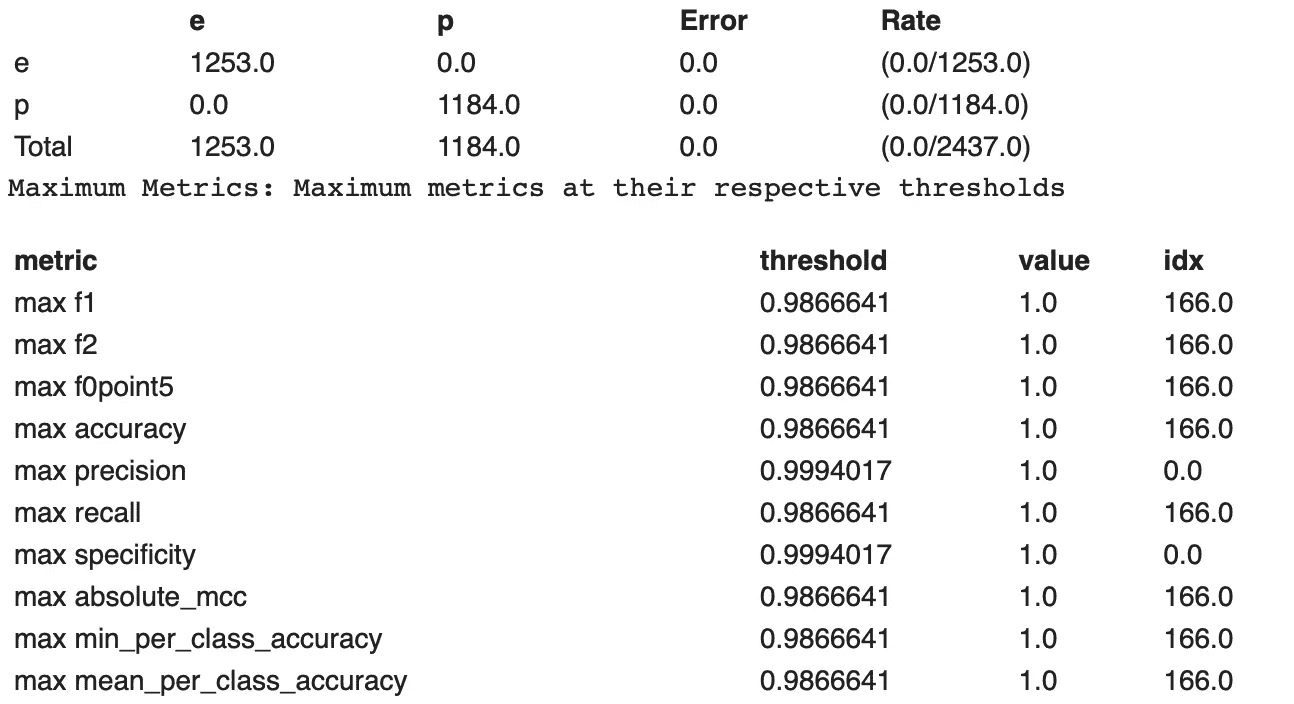 e p Error Rate
e 1253.0 0.0 0.0 (0.0/1253.0)
p 0.0 1184.0 0.0 (0.0/1184.0)
Total 1253.0 1184.0 0.0 (0.0/2437.0)
Maximum Metrics: Maximum metrics at their respective thresholds
metric threshold value idx
max f1 0.9866641 1.0 166.0
max f2 0.9866641 1.0 166.0
max f0point5 0.9866641 1.0 166.0
max accuracy 0.9866641 1.0 166.0
max precision 0.9994017 1.0 0.0
max recall 0.9866641 1.0 166.0
max specificity 0.9994017 1.0 0.0
max absolute_mcc 0.9866641 1.0 166.0
max min_per_class_accuracy 0.9866641 1.0 166.0
max mean_per_class_accuracy 0.9866641 1.0 166.0